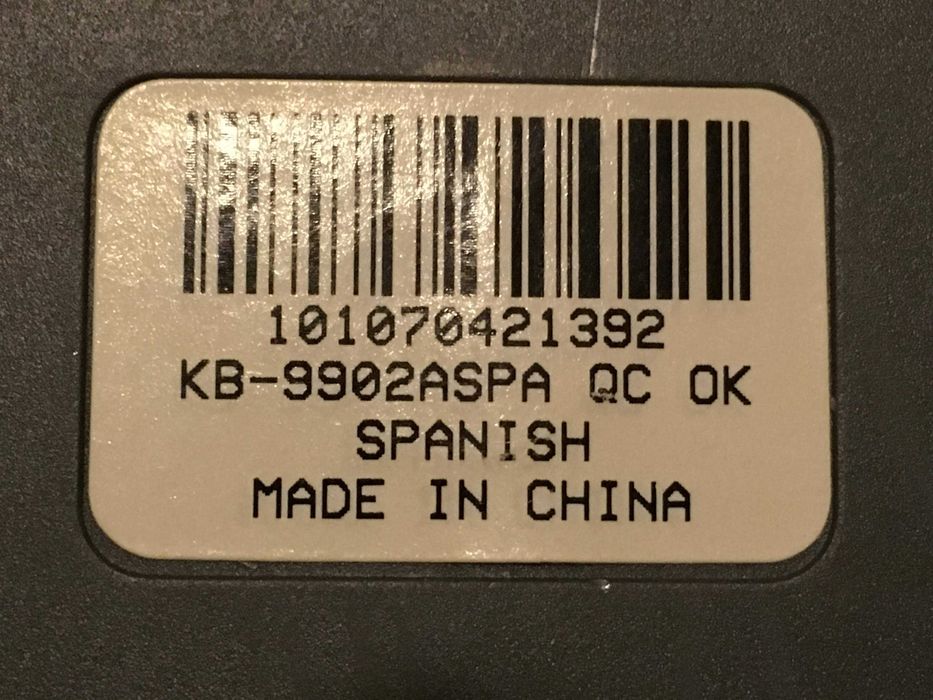 101070421392
KB-9902ASPA QC OK
SPANISH
MADE IN CHINA